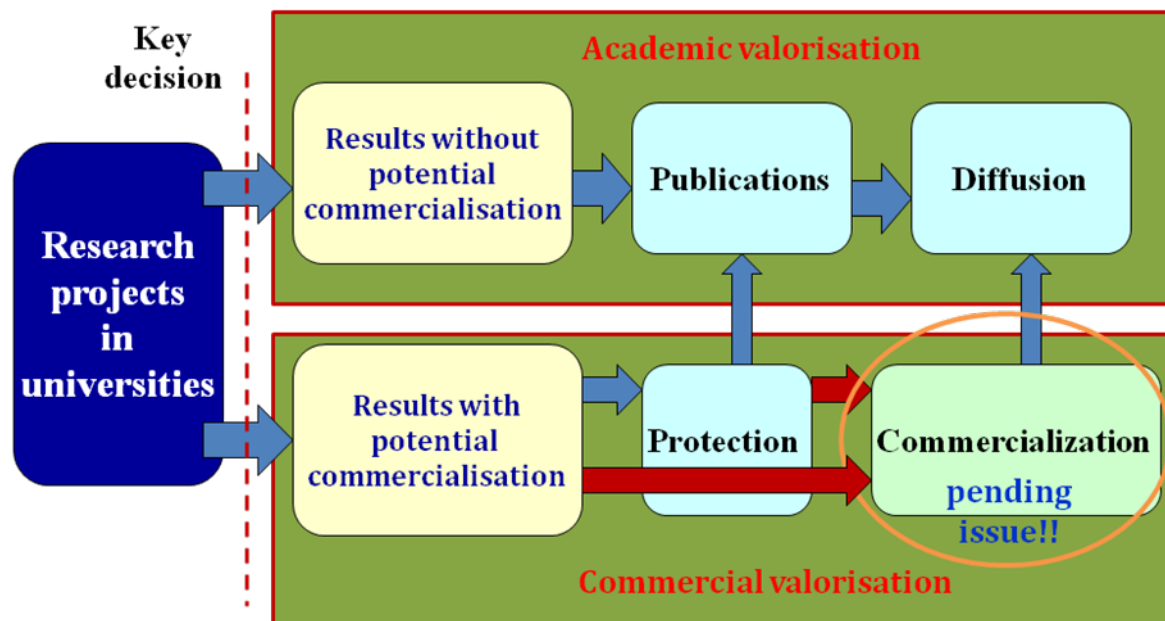 Key
decision
Academic valorisation
Research
projects
in
universities
Results without
potential
commercialisation
Publications
Diffusion
Results with
potential
commercialisation
Protection
Commercialization
pending
issue!!
Commercial valorisation